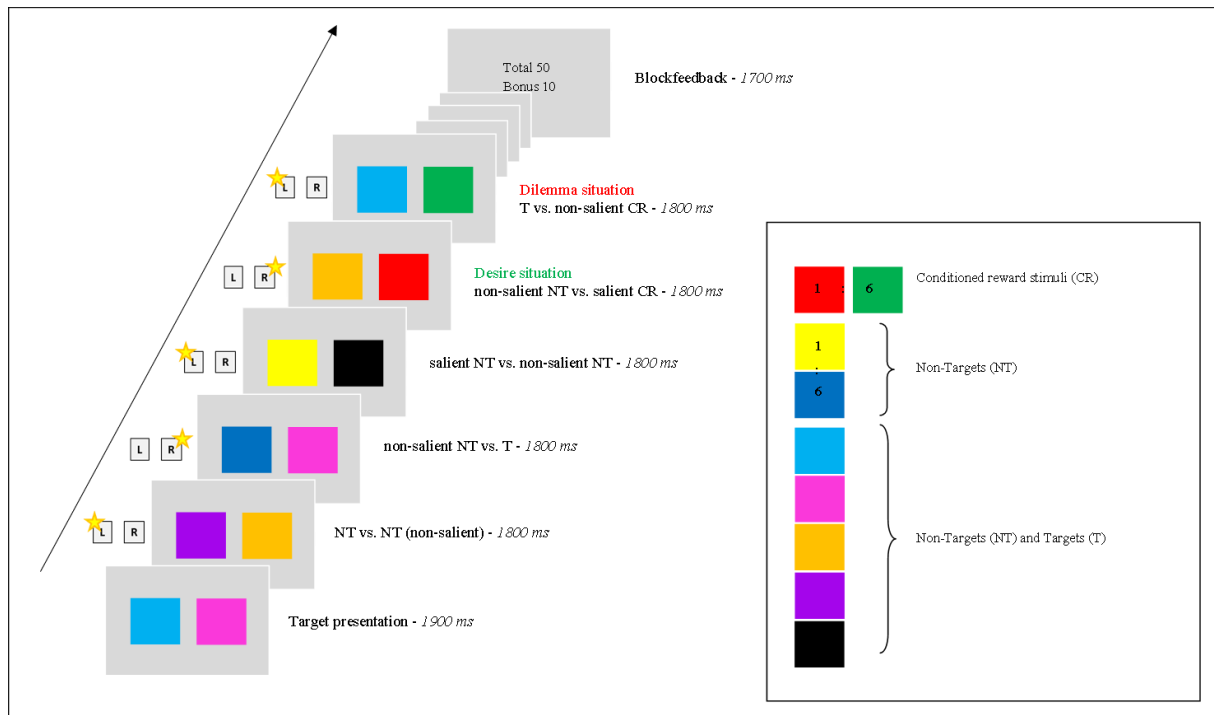 Total 50
Bonus 10
Blockfeedback - 1700 ms
L R
Dilemma situation
T vs. non-salient CR - 1800 ms
L R
Desire situation
non-salient NT vs. salient CR - 1800 ms
L R
salient NT vs. non-salient NT - 1800 ms
L R
non-salient NT vs. T - 1800 ms
L R
NT vs. NT (non-salient) - 1800 ms
Target presentation - 1900 ms
1 : 6
Conditioned reward stimuli (CR)
1
:
6
Non-Targets (NT)
Non-Targets (NT) and Targets (T)